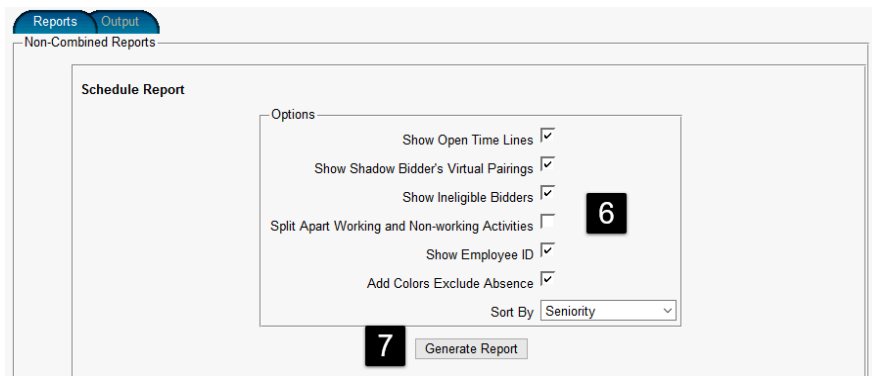 Reports Output
Non-Combined Reports
Schedule Report
Options
Show Open Time Lines
Show Shadow Bidder's Virtual Pairings
Show Ineligible Bidders
6
Split Apart Working and Non-working Activities
Show Employee ID
Add Colors Exclude Absence
Sort By Seniority
7 Generate Report